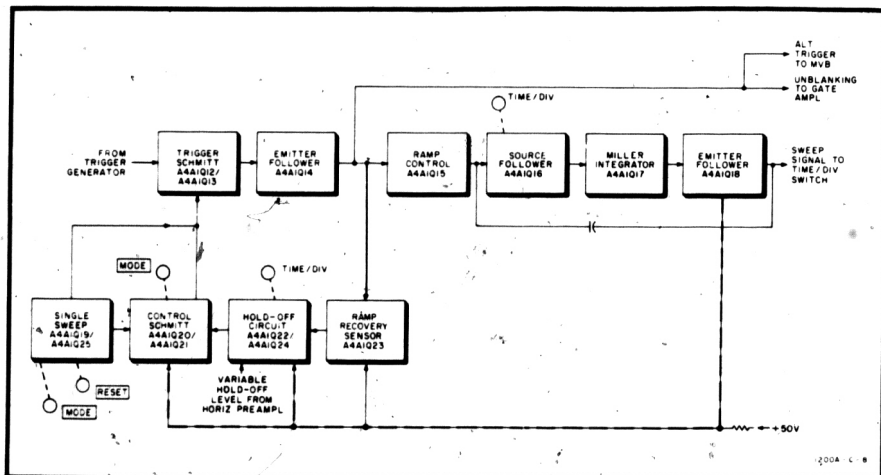 ALT
TRIGGER
TO MVB
UNBLANKING
TO GATE
AMPL
TIME/DIV
FROM
TRIGGER
GENERATOR
TRIGGER
SCHMITT
A4A1Q12/
A4A1Q13
EMITTER
FOLLOWER
A4A1Q14
RAMP
CONTROL
A4A1Q15
SOURCE
FOLLOWER
A4A1Q16
MILLER
INTEGRATOR
A4A1Q17
EMITTER
FOLLOWER
A4A1Q18
SWEEP
SIGNAL TO
TIME/DIV
SWITCH
MODE
TIME/DIV
SINGLE
SWEEP
A4A1Q19/
A4A1Q25
CONTROL
SCHMITT
A4A1Q20/
A4A1Q21
HOLD-OFF
CIRCUIT
A4A1Q22/
A4A1Q24
RAMP
RECOVERY
SENSOR
A4A1Q23
RESET
MODE
VARIABLE
HOLD-OFF
LEVEL FROM
HORIZ PREAMPL
+50V
1200A-C-8